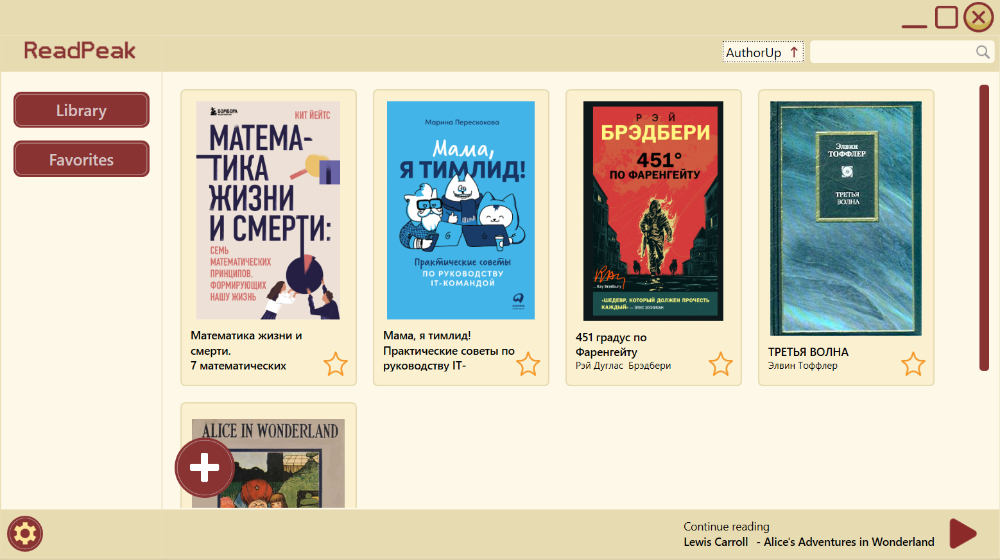 ReadPeak
AuthorUp ↑
Library
Favorites
БОМБОРА
КИТ ЙЕЙТС
МАТЕМА-
ТИКА
ЖИЗНИ
И СМЕРТИ:
СЕМЬ
МАТЕМАТИЧЕСКИХ
ПРИНЦИПОВ,
ФОРМИРУЮЩИХ
НАШУ ЖИЗНЬ
Математика жизни и
смерти.
7 математических
Марина Перескокова
Мама,
Я ТИМЛИД!
Практические советы
ПО РУКОВОДСТВУ
IT-КОМАНДОЙ
Мама, я тимлид!
Практические советы по
руководству IT-
РЭЙ
БРЭДБЕРИ
451°
ПО ФАРЕНГЕЙТУ
RAY
Ray Bradbury
«ШЕДЕВР, КОТОРЫЙ ДОЛЖЕН ПРОЧЕСТЬ
КАЖДЫЙ» — ЭЛИС ХОФФМАН
451 градус по
Фаренгейту
Рэй Дуглас Брэдбери
Элвин
ТОФФЛЕР
ТРЕТЬЯ
ВОЛНА
ТРЕТЬЯ ВОЛНА
Элвин Тоффлер
ALICE IN WONDERLAND
Continue reading
Lewis Carroll - Alice's Adventures in Wonderland